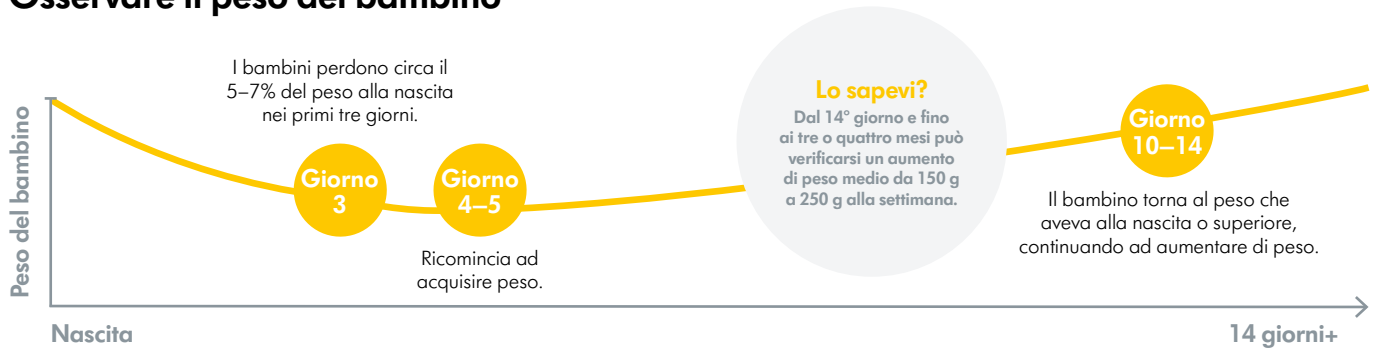 Osservare il peso del bambino
I bambini perdono circa il
5–7% del peso alla nascita
nei primi tre giorni.
Peso del bambino
Giorno
3
Giorno
4–5
Ricomincia ad
acquisire peso.
Lo sapevi?
Dal 14° giorno e fino
ai tre o quattro mesi può
verificarsi un aumento
di peso medio da 150 g
a 250 g alla settimana.
Giorno
10–14
Il bambino torna al peso che
aveva alla nascita o superiore,
continuando ad aumentare di peso.
Nascita
14 giorni+